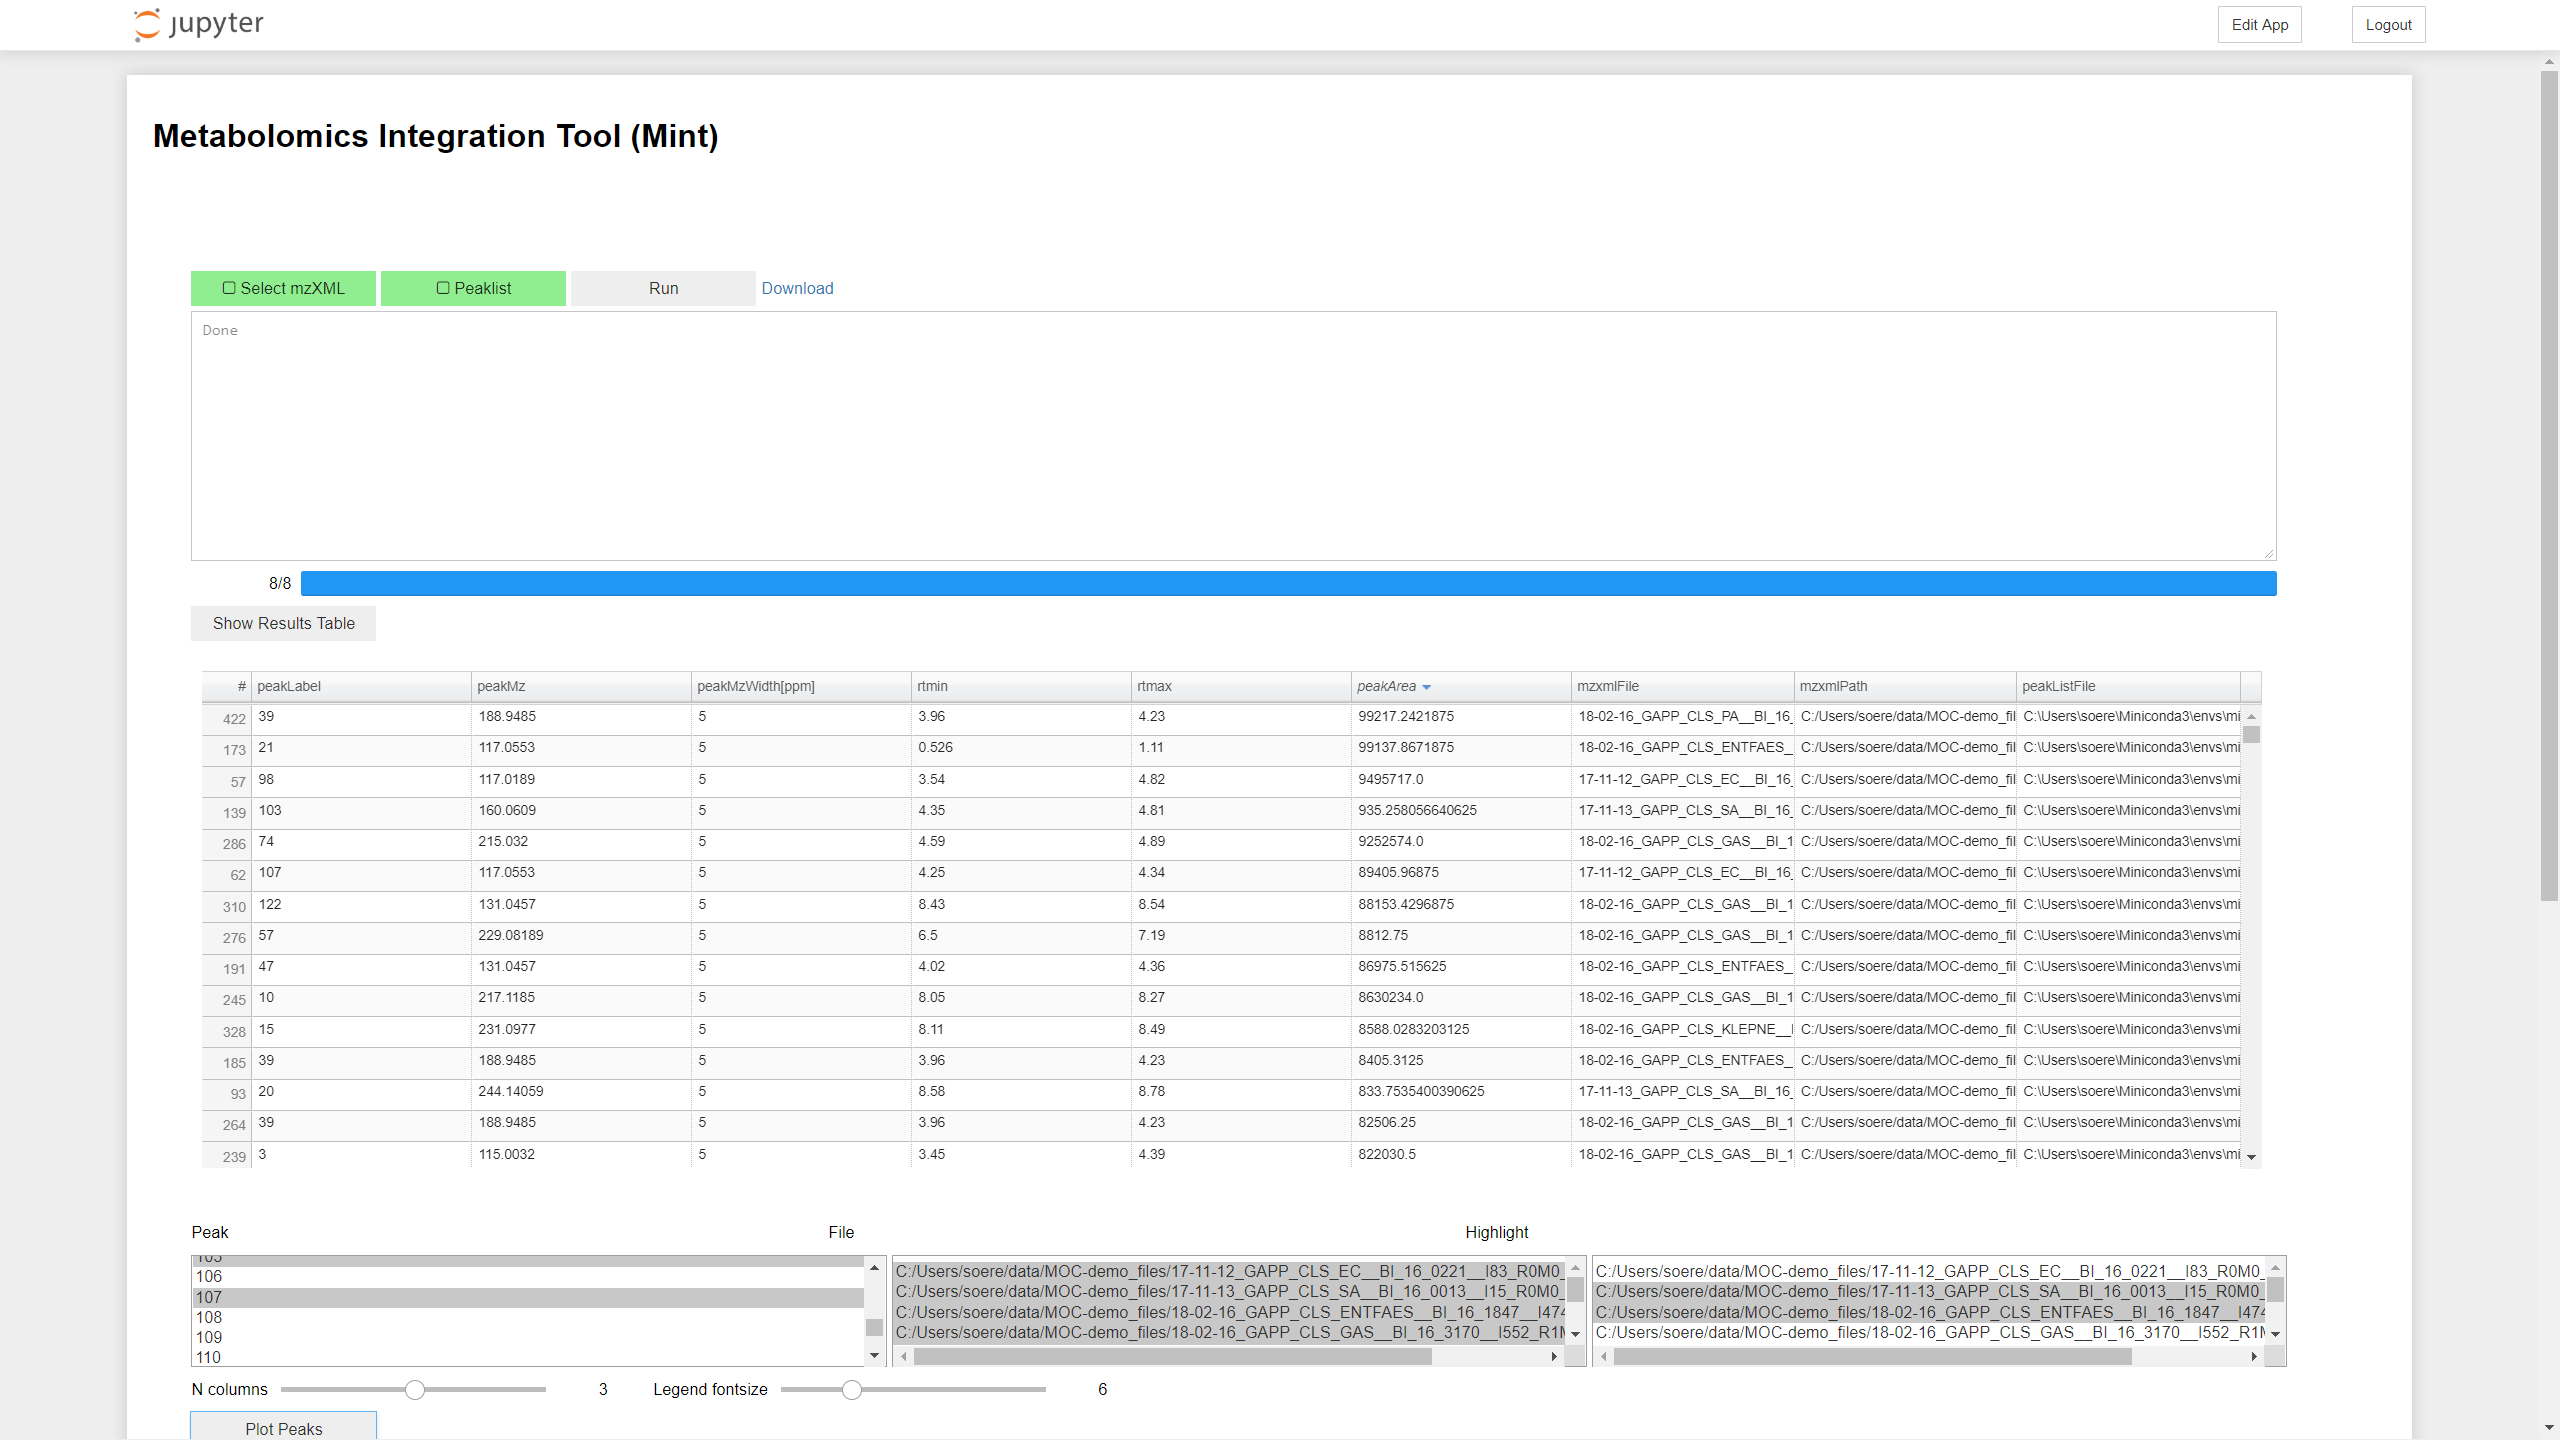 jupyter Edit App Logout
Metabolomics Integration Tool (Mint)
Select mzXML Peaklist Run Download
Done
8/8
Show Results Table
# peakLabel peakMz peakMzWidth[ppm] rtmin rtmax peakArea mzxmlFile mzxmlPath peakListFile
422 39 188.9485 5 3.96 4.23 99217.2421875 18-02-16_GAPP_CLS_PA__BI_16_ C:/Users/soere/data/MOC-demo_fil C:\Users\soere\Miniconda3\envs\mi
173 21 117.0553 5 0.526 1.11 99137.8671875 18-02-16_GAPP_CLS_ENTFAES_ C:/Users/soere/data/MOC-demo_fil C:\Users\soere\Miniconda3\envs\mi
57 98 117.0189 5 3.54 4.82 9495717.0 17-11-12_GAPP_CLS_EC__BI_16_ C:/Users/soere/data/MOC-demo_fil C:\Users\soere\Miniconda3\envs\mi
139 103 160.0609 5 4.35 4.81 935.258056640625 17-11-13_GAPP_CLS_SA__BI_16_ C:/Users/soere/data/MOC-demo_fil C:\Users\soere\Miniconda3\envs\mi
286 74 215.032 5 4.59 4.89 9252574.0 18-02-16_GAPP_CLS_GAS__BI_1 C:/Users/soere/data/MOC-demo_fil C:\Users\soere\Miniconda3\envs\mi
62 107 117.0553 5 4.25 4.34 89405.96875 17-11-12_GAPP_CLS_EC__BI_16_ C:/Users/soere/data/MOC-demo_fil C:\Users\soere\Miniconda3\envs\mi
310 122 131.0457 5 8.43 8.54 88153.4296875 18-02-16_GAPP_CLS_GAS__BI_1 C:/Users/soere/data/MOC-demo_fil C:\Users\soere\Miniconda3\envs\mi
276 57 229.08189 5 6.5 7.19 8812.75 18-02-16_GAPP_CLS_GAS__BI_1 C:/Users/soere/data/MOC-demo_fil C:\Users\soere\Miniconda3\envs\mi
191 47 131.0457 5 4.02 4.36 86975.515625 18-02-16_GAPP_CLS_ENTFAES_ C:/Users/soere/data/MOC-demo_fil C:\Users\soere\Miniconda3\envs\mi
245 10 217.1185 5 8.05 8.27 8630234.0 18-02-16_GAPP_CLS_GAS__BI_1 C:/Users/soere/data/MOC-demo_fil C:\Users\soere\Miniconda3\envs\mi
328 15 231.0977 5 8.11 8.49 8588.0283203125 18-02-16_GAPP_CLS_KLEPNE__I C:/Users/soere/data/MOC-demo_fil C:\Users\soere\Miniconda3\envs\mi
185 39 188.9485 5 3.96 4.23 8405.3125 18-02-16_GAPP_CLS_ENTFAES_ C:/Users/soere/data/MOC-demo_fil C:\Users\soere\Miniconda3\envs\mi
93 20 244.14059 5 8.58 8.78 833.7535400390625 17-11-13_GAPP_CLS_SA__BI_16_ C:/Users/soere/data/MOC-demo_fil C:\Users\soere\Miniconda3\envs\mi
264 39 188.9485 5 3.96 4.23 82506.25 18-02-16_GAPP_CLS_GAS__BI_1 C:/Users/soere/data/MOC-demo_fil C:\Users\soere\Miniconda3\envs\mi
239 3 115.0032 5 3.45 4.39 822030.5 18-02-16_GAPP_CLS_GAS__BI_1 C:/Users/soere/data/MOC-demo_fil C:\Users\soere\Miniconda3\envs\mi
Peak File Highlight
106 C:/Users/soere/data/MOC-demo_files/17-11-12_GAPP_CLS_EC__BI_16_0221__I83_R0M0_ C:/Users/soere/data/MOC-demo_files/17-11-12_GAPP_CLS_EC__BI_16_0221__I83_R0M0_
107 C:/Users/soere/data/MOC-demo_files/17-11-13_GAPP_CLS_SA__BI_16_0013__I15_R0M0_ C:/Users/soere/data/MOC-demo_files/17-11-13_GAPP_CLS_SA__BI_16_0013__I15_R0M0_
108 C:/Users/soere/data/MOC-demo_files/18-02-16_GAPP_CLS_ENTFAES__BI_16_1847__I474 C:/Users/soere/data/MOC-demo_files/18-02-16_GAPP_CLS_ENTFAES__BI_16_1847__I474
109 C:/Users/soere/data/MOC-demo_files/18-02-16_GAPP_CLS_GAS__BI_16_3170__I552_R1M C:/Users/soere/data/MOC-demo_files/18-02-16_GAPP_CLS_GAS__BI_16_3170__I552_R1M
110
N columns 3 Legend fontsize 6
Plot Peaks